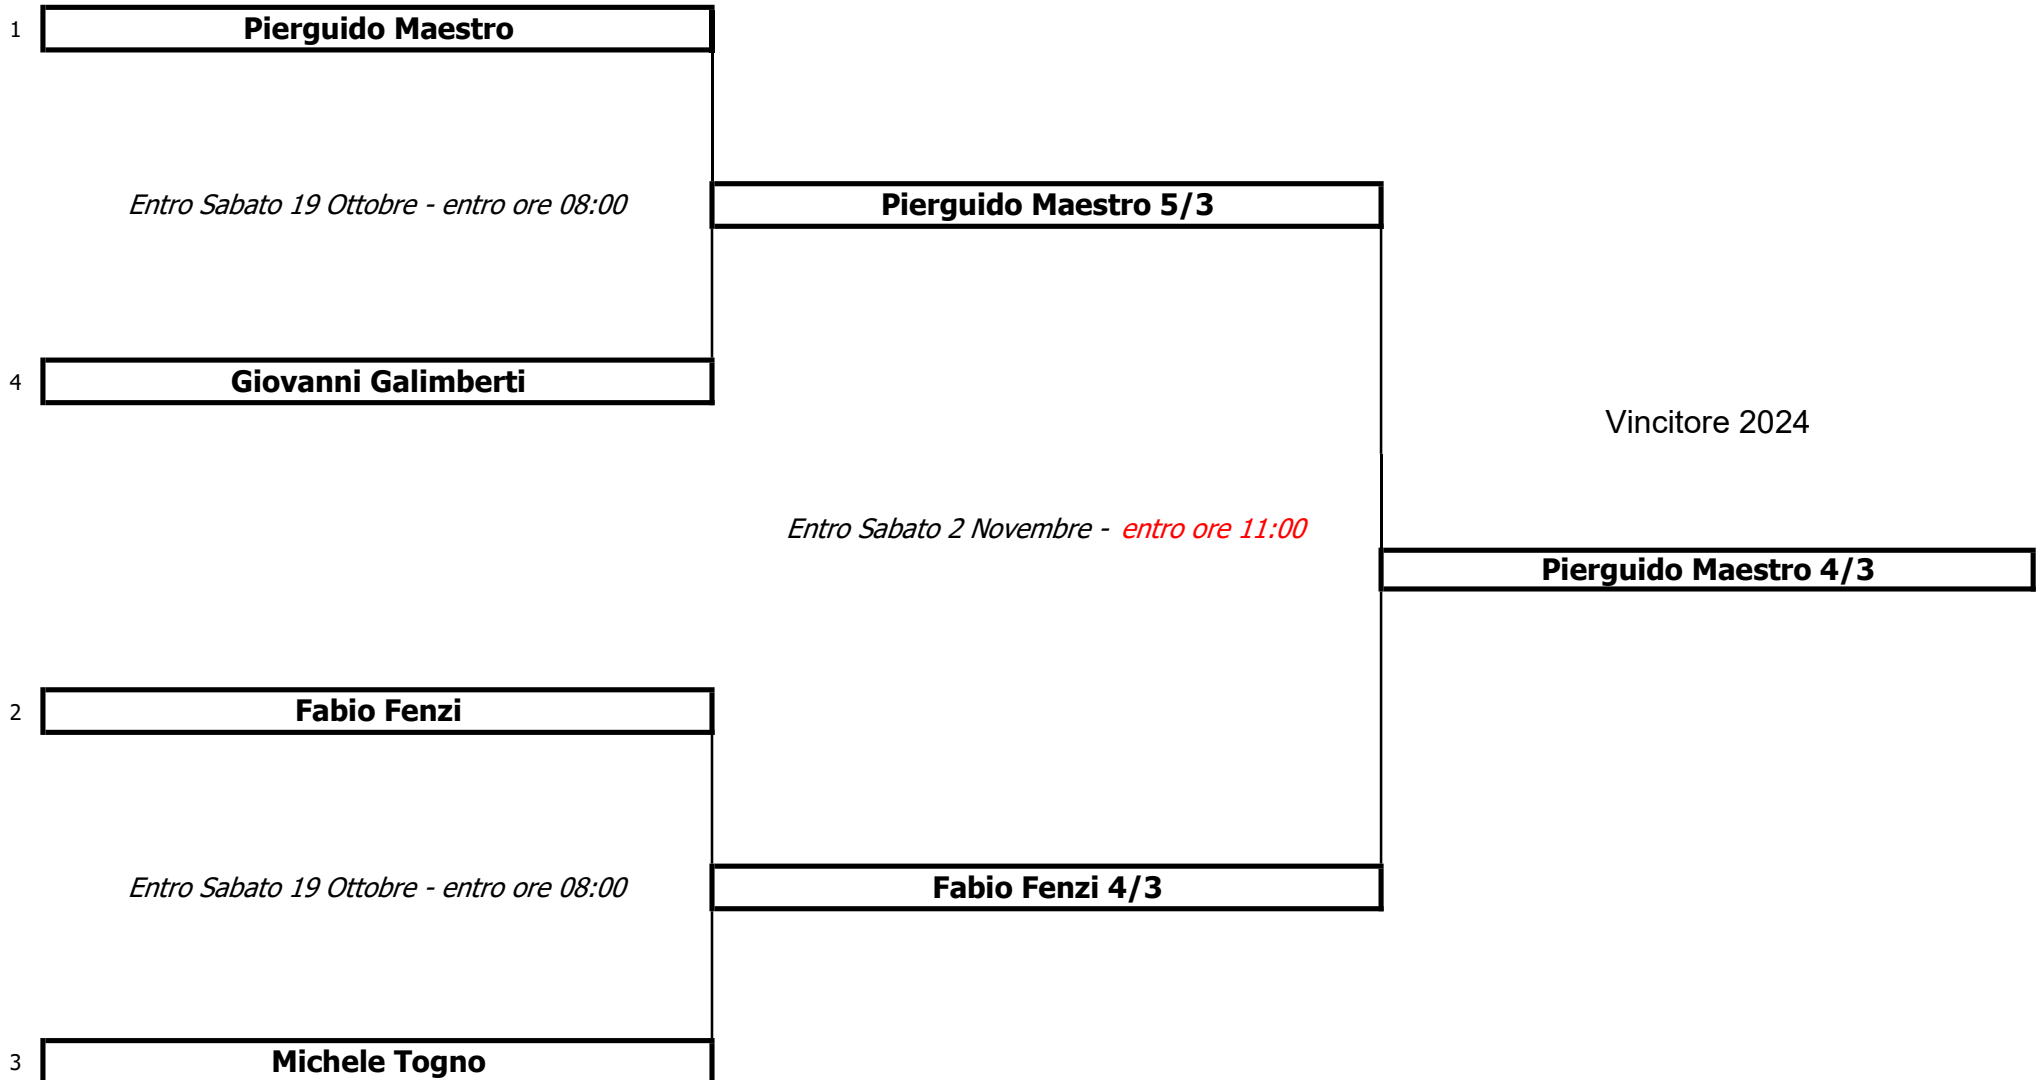 1 Pierguido Maestro
Entro Sabato 19 Ottobre - entro ore 08:00
Pierguido Maestro 5/3
4 Giovanni Galimberti
Vincitore 2024
Entro Sabato 2 Novembre - entro ore 11:00
Pierguido Maestro 4/3
2 Fabio Fenzi
Entro Sabato 19 Ottobre - entro ore 08:00
Fabio Fenzi 4/3
3 Michele Togno